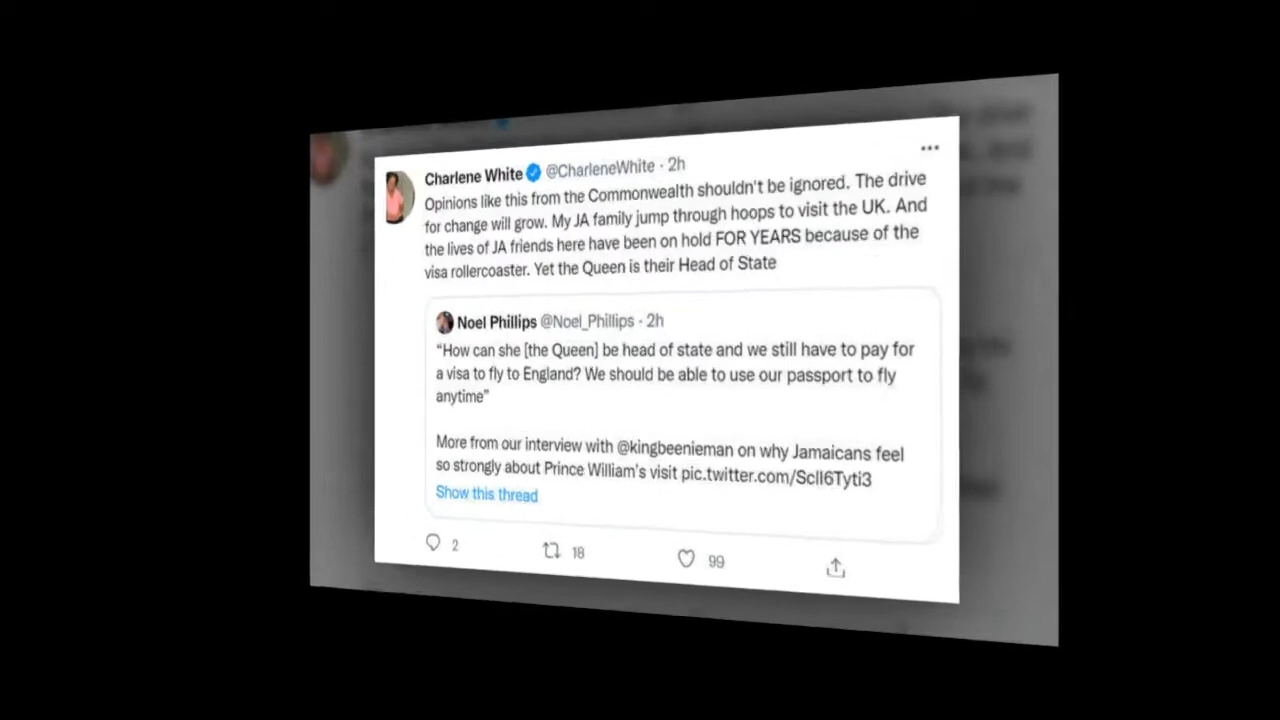 Charlene White @CharleneWhite · 2h
Opinions like this from the Commonwealth shouldn't be ignored. The drive
for change will grow. My JA family jump through hoops to visit the UK. And
the lives of JA friends here have been on hold FOR YEARS because of the
visa rollercoaster. Yet the Queen is their Head of State
Noel Phillips @Noel_Phillips · 2h
“How can she [the Queen] be head of state and we still have to pay for
a visa to fly to England? We should be able to use our passport to fly
anytime”
More from our interview with @kingbeenieman on why Jamaicans feel
so strongly about Prince William's visit pic.twitter.com/ScII6Tyti3
Show this thread
2 18 99